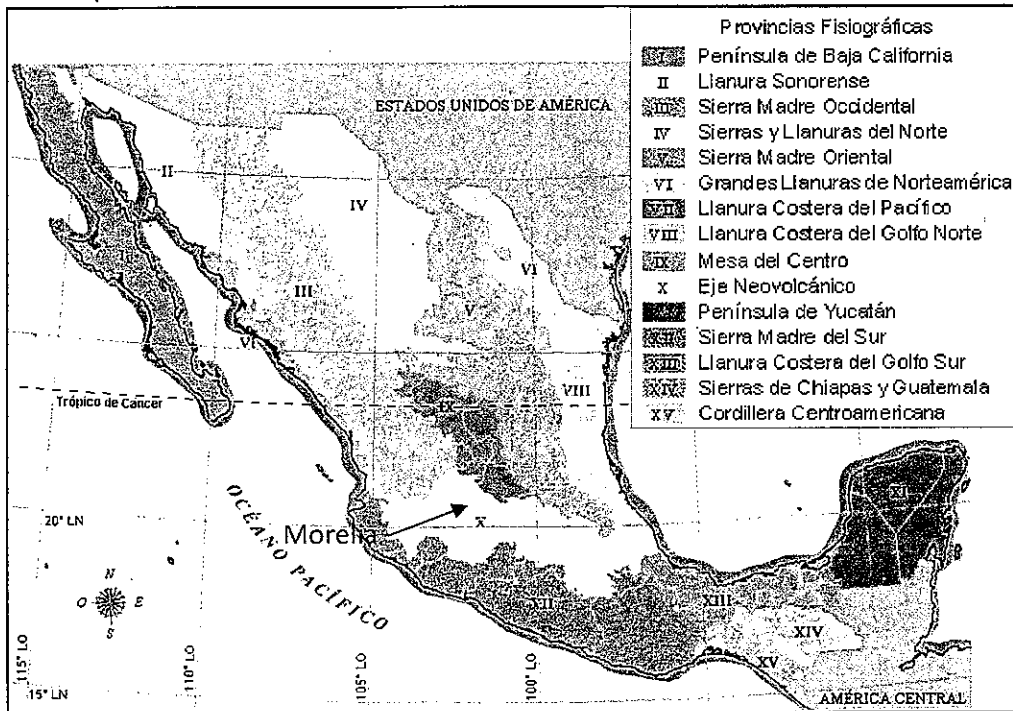 Provincias Fisiográficas
I Península de Baja California
II Llanura Sonorense
III Sierra Madre Occidental
IV Sierras y Llanuras del Norte
V Sierra Madre Oriental
VI Grandes Llanuras de Norteamérica
VII Llanura Costera del Pacífico
VIII Llanura Costera del Golfo Norte
IX Mesa del Centro
X Eje Neovolcánico
Península de Yucatán
XII Sierra Madre del Sur
XIII Llanura Costera del Golfo Sur
XIV Sierras de Chiapas y Guatemala
XV Cordillera Centroamericana
ESTADOS UNIDOS DE AMÉRICA
II
IV
I
III
VI
V
VIII
Trópico de Cáncer
IX
XI
20° LN
Morelia
X
OCÉANO PACÍFICO
N
O E
S
XII
XIII
XIV
XV
115° LO
110° LO
105° LO
100° LO
15° LN
AMÉRICA CENTRAL